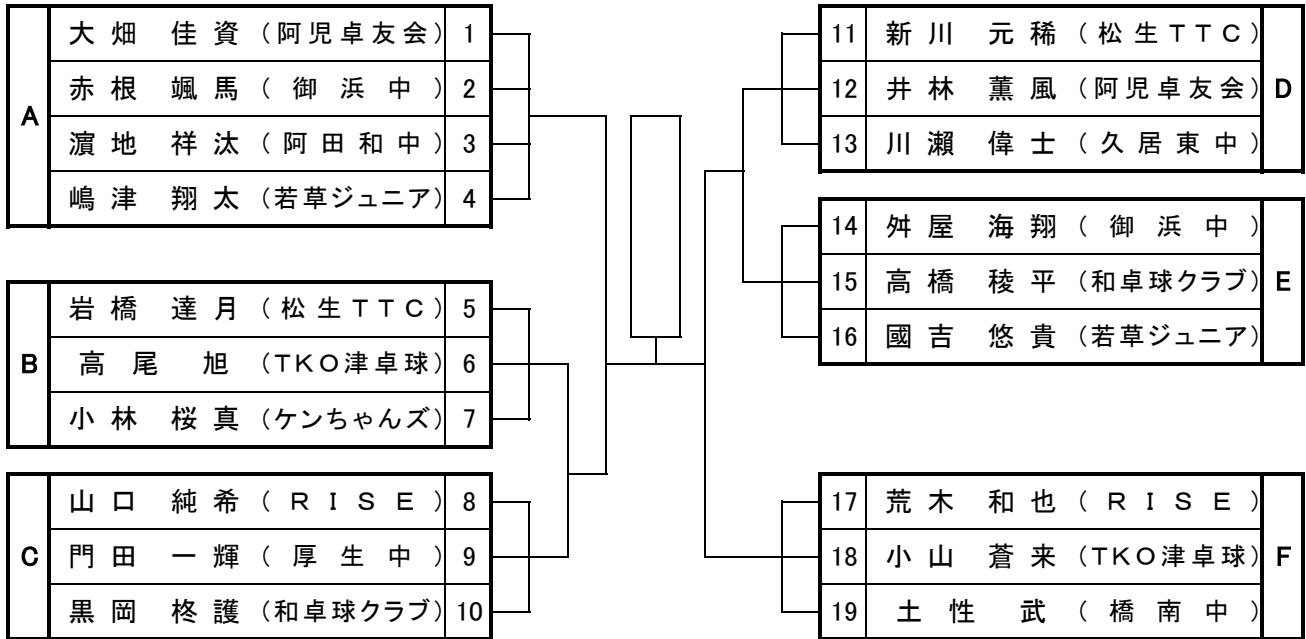 A
大畑 佳資 (阿児卓友会) 1
赤根 颯馬 (御浜中) 2
濵地 祥汰 (阿田和中) 3
嶋津 翔太 (若草ジュニア) 4
B
岩橋 達月 (松生TTC) 5
高尾 旭 (TKO津卓球) 6
小林 桜真 (ケンちゃんズ) 7
C
山口 純希 (RISE) 8
門田 一輝 (厚生中) 9
黒岡 柊護 (和卓球クラブ) 10
11 新川 元稀 (松生TTC)
12 井林 薫風 (阿児卓友会)
13 川瀬 偉士 (久居東中)
D
14 舛屋 海翔 (御浜中)
15 高橋 稜平 (和卓球クラブ)
16 國吉 悠貴 (若草ジュニア)
E
17 荒木 和也 (RISE)
18 小山 蒼来 (TKO津卓球)
19 土性 武 (橋南中)
F